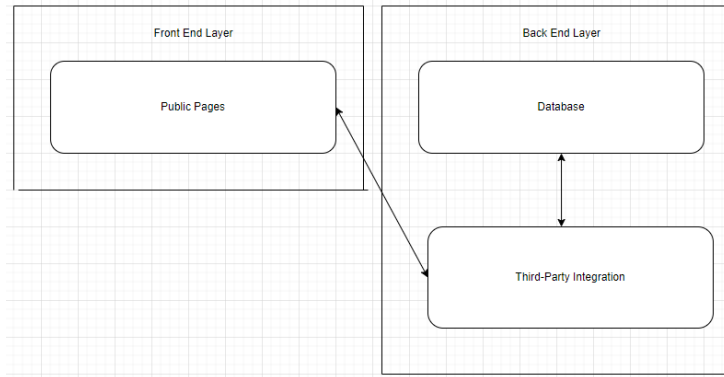 Front End Layer
Back End Layer
Public Pages
Database
Third-Party Integration